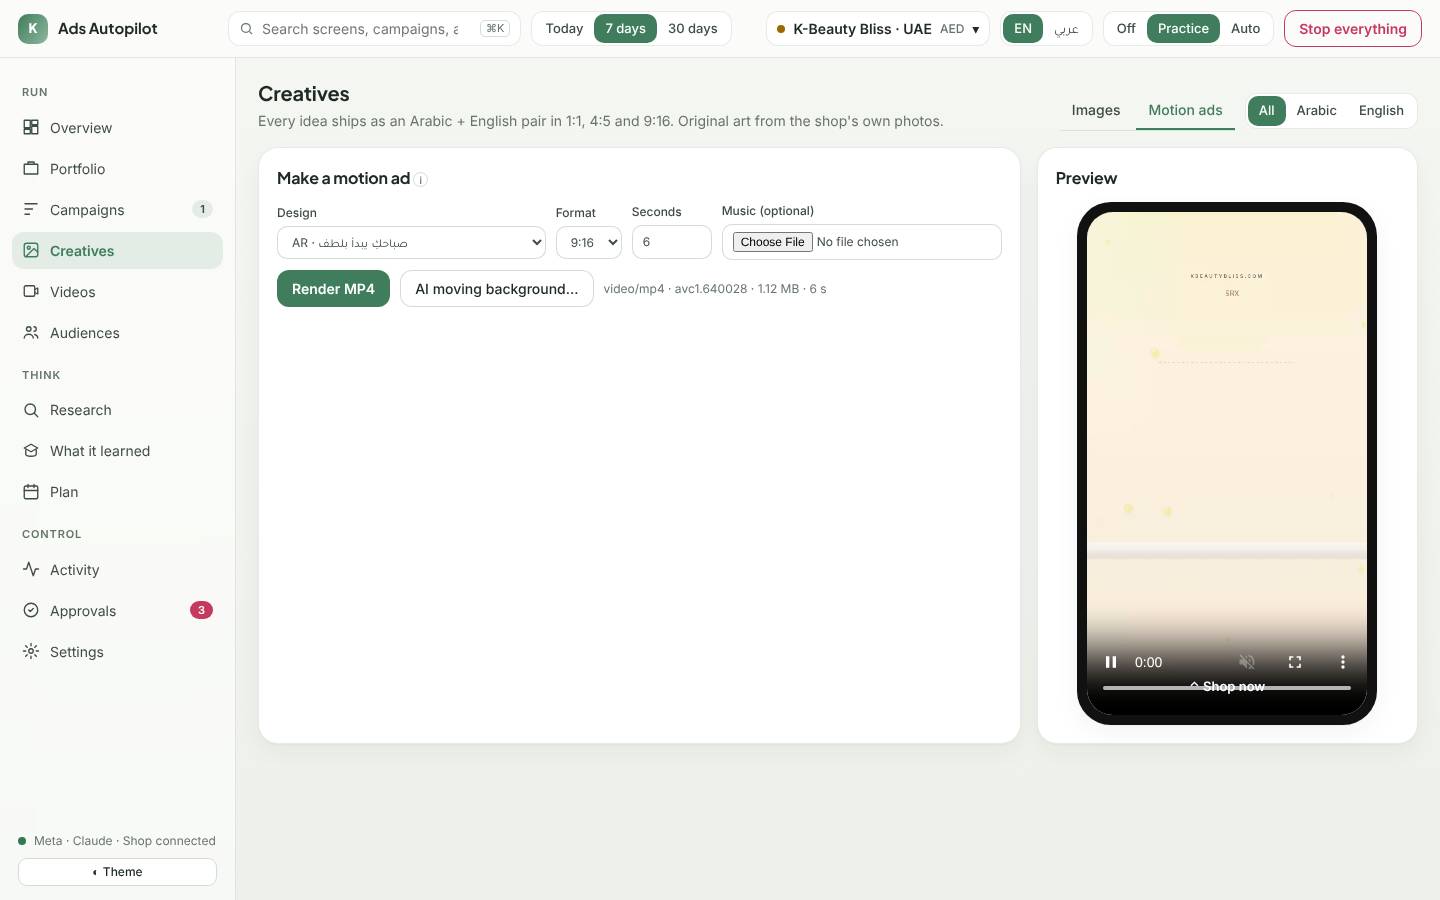 K
Ads Autopilot
Search screens, campaigns, a
⌘K
Today
7 days
30 days
K-Beauty Bliss · UAE AED ▾
EN
عربي
Off
Practice
Auto
Stop everything
RUN
Overview
Portfolio
Campaigns
1
Creatives
Videos
Audiences
THINK
Research
What it learned
Plan
CONTROL
Activity
Approvals
3
Settings
Meta · Claude · Shop connected
Theme
Creatives
Every idea ships as an Arabic + English pair in 1:1, 4:5 and 9:16. Original art from the shop's own photos.
Images
Motion ads
All
Arabic
English
Make a motion ad
i
Design
Format
Seconds
Music (optional)
AR · صباحكِ يبدأ بلطف
9:16
6
Choose File No file chosen
Render MP4
AI moving background...
video/mp4 · avc1.640028 · 1.12 MB · 6 s
Preview
KBEAUTYBLISS.COM
SRX
0:00
Shop now